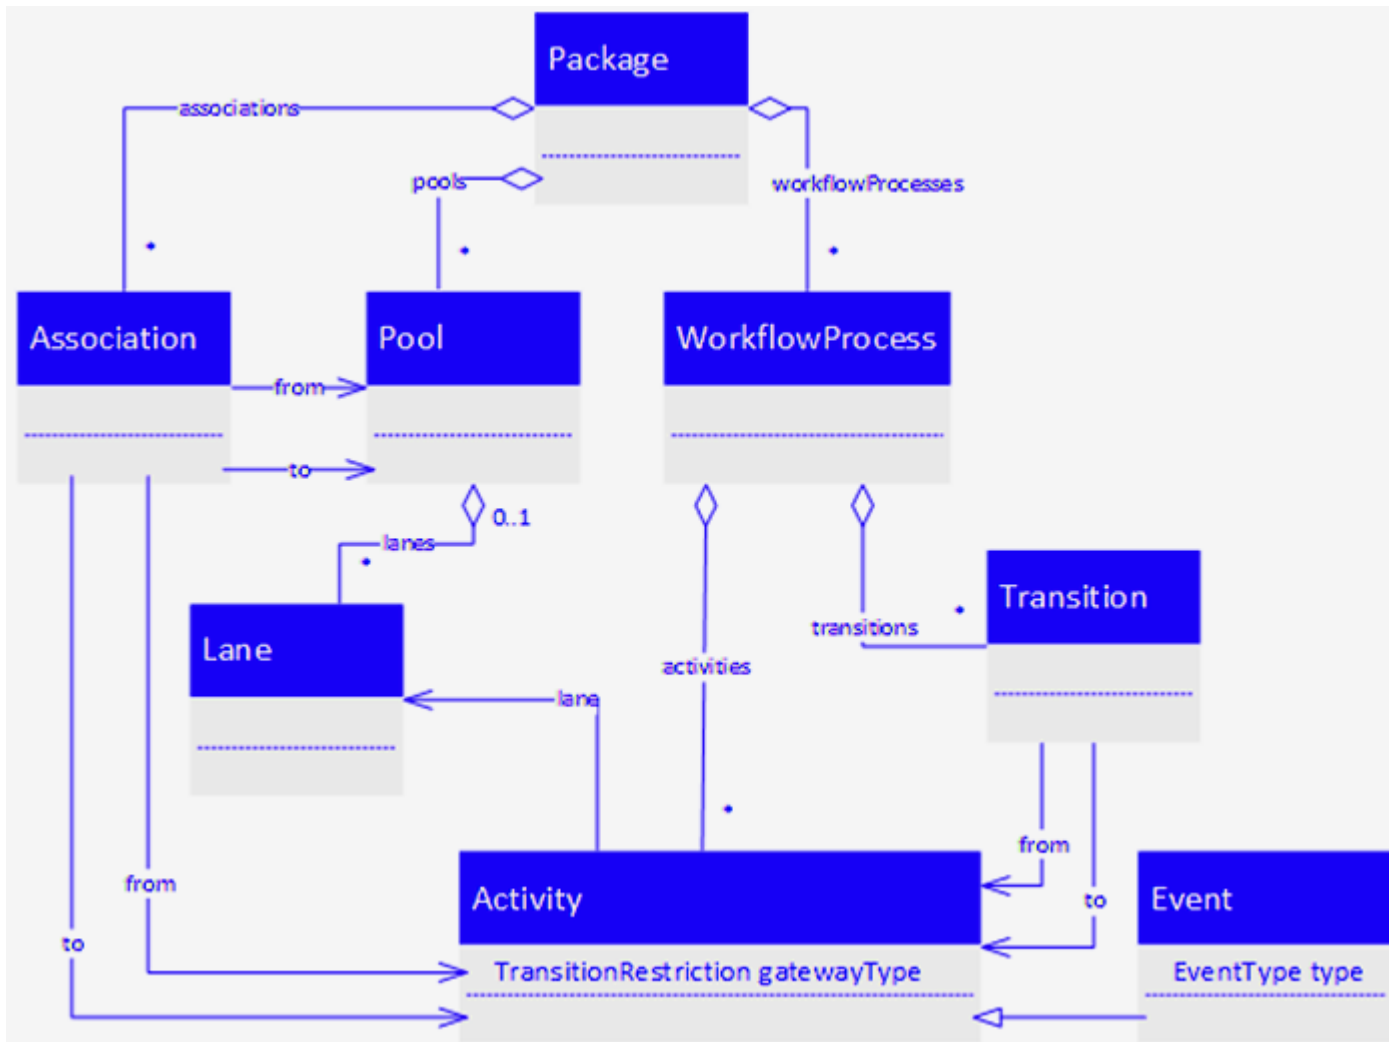 Package
associations
pools
workflowProcesses
*
*
*
Association
Pool
WorkflowProcess
from
to
0..1
lanes
*
Transition
*
transitions
Lane
activities
lane
*
from
Activity
Event
from
to
to
TransitionRestriction gatewayType
EventType type